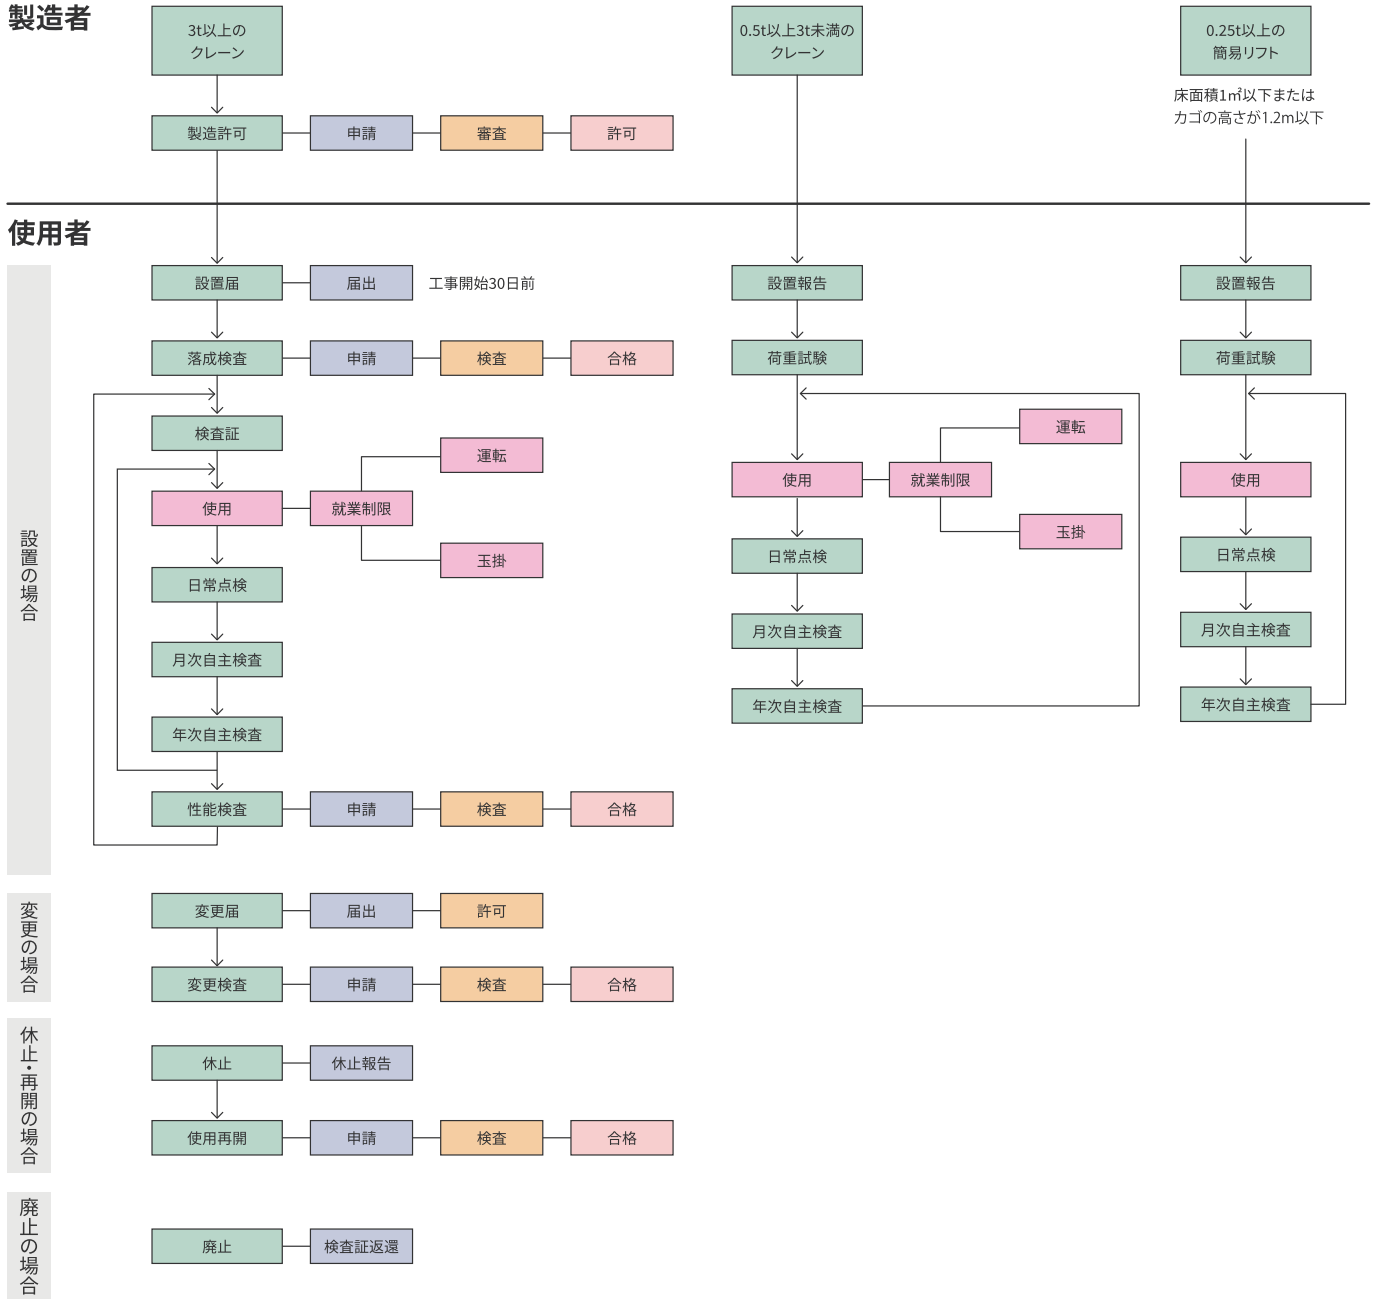 製造者
3t以上の
クレーン
0.5t以上3t未満の
クレーン
0.25t以上の
簡易リフト
床面積1㎡以下または
カゴの高さが1.2m以下
製造許可
申請
審査
許可
使用者
設置の場合
設置届
届出
工事開始30日前
落成検査
申請
検査
合格
検査証
使用
就業制限
運転
玉掛
日常点検
月次自主検査
年次自主検査
性能検査
申請
検査
合格
設置報告
荷重試験
使用
就業制限
運転
玉掛
日常点検
月次自主検査
年次自主検査
設置報告
荷重試験
使用
日常点検
月次自主検査
年次自主検査
変更の場合
変更届
届出
許可
変更検査
申請
検査
合格
休止・再開の場合
休止
休止報告
使用再開
申請
検査
合格
廃止の場合
廃止
検査証返還